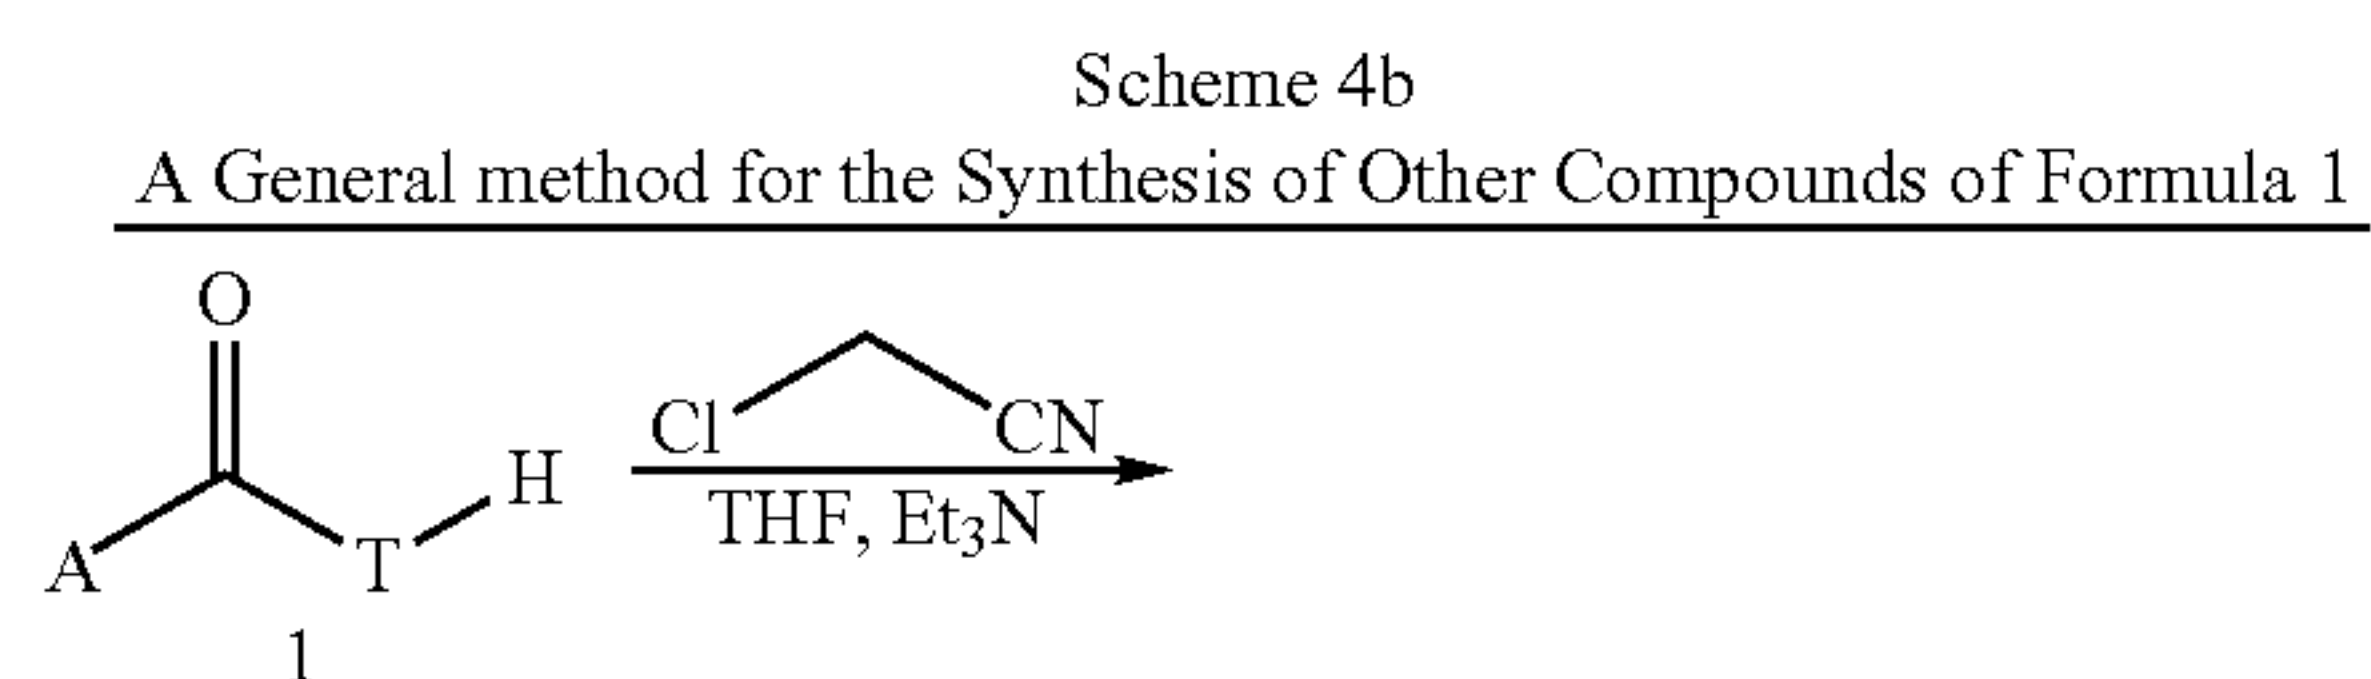 Scheme 4b
A General method for the Synthesis of Other Compounds of Formula 1
O
Cl CN
H
THF, Et₃N
A T
1